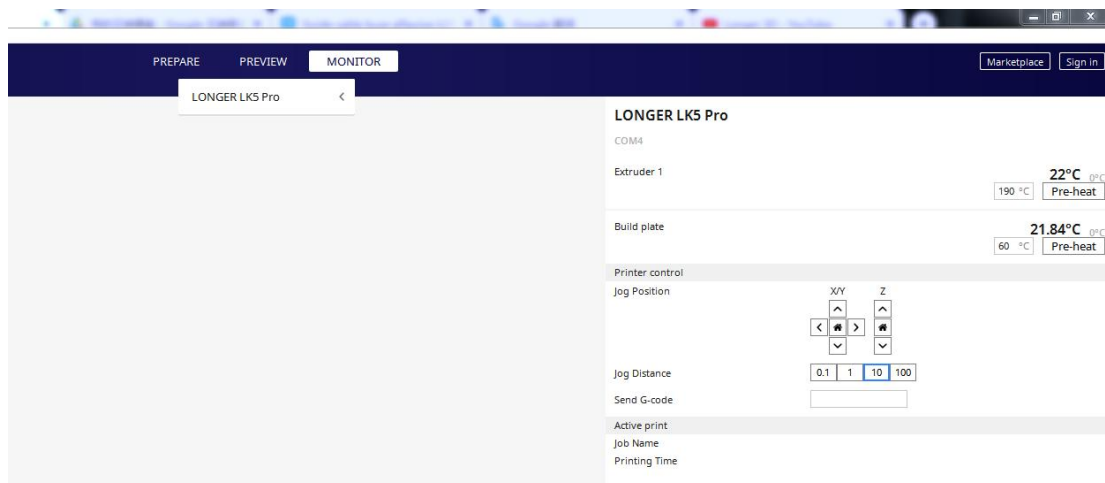 PREPARE PREVIEW MONITOR Marketplace Sign in
LONGER LK5 Pro
LONGER LK5 Pro
COM4
Extruder 1 22°C 0°C
190 °C Pre-heat
Build plate 21.84°C 0°C
60 °C Pre-heat
Printer control
Jog Position X/Y Z
Jog Distance 0.1 1 10 100
Send G-code
Active print
Job Name
Printing Time